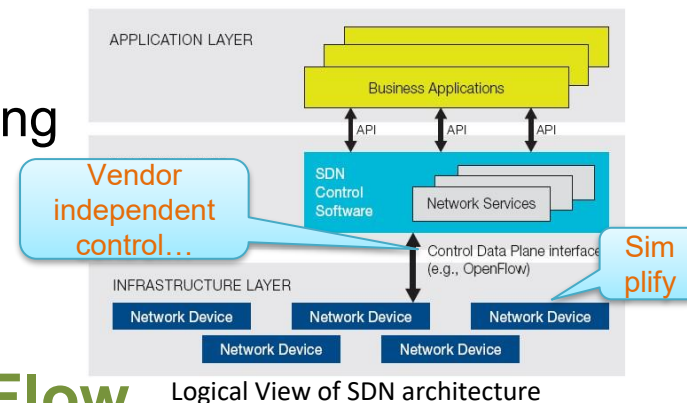 APPLICATION LAYER
Business Applications
API
API
API
ng
Vendor
independent
control...
SDN
Control
Software
Network Services
Control Data Plane interface
(e.g., OpenFlow)
Sim
plify
INFRASTRUCTURE LAYER
Network Device
Network Device
Network Device
Network Device
Network Device
Flow
Logical View of SDN architecture